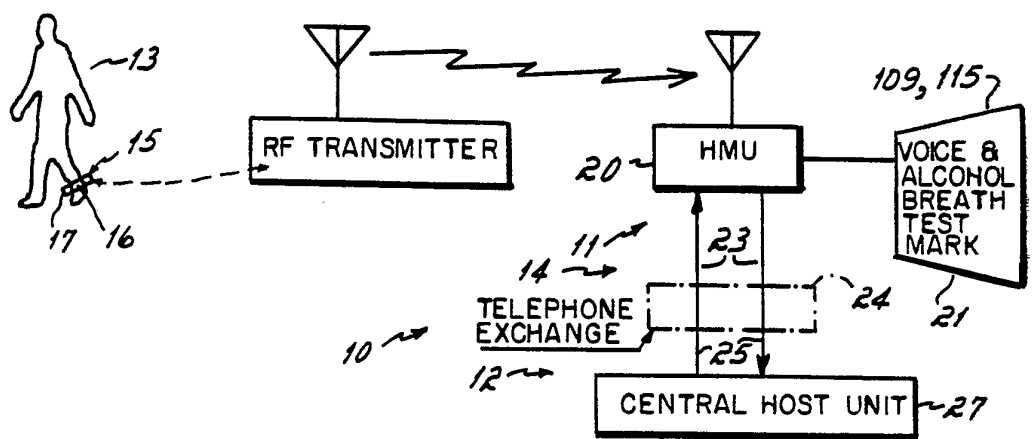 13
15
17
16
RF TRANSMITTER
20
HMU
109, 115
VOICE &
ALCOHOL
BREATH
TEST
MARK
21
11
14
23
24
TELEPHONE
EXCHANGE
10
25
12
CENTRAL HOST UNIT
27